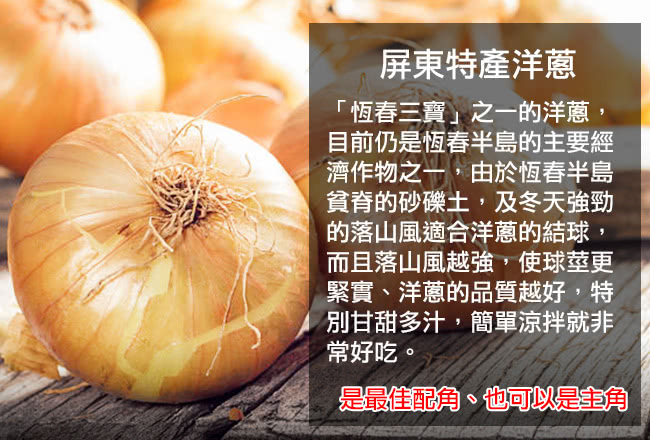 屏東特產洋蔥
「恆春三寶」之一的洋蔥，
目前仍是恆春半島的主要經
濟作物之一，由於恆春半島
貧脊的砂礫土，及冬天強勁
的落山風適合洋蔥的結球，
而且落山風越強，使球莖更
緊實、洋蔥的品質越好，特
別甘甜多汁，簡單涼拌就非
常好吃。
是最佳配角、也可以是主角